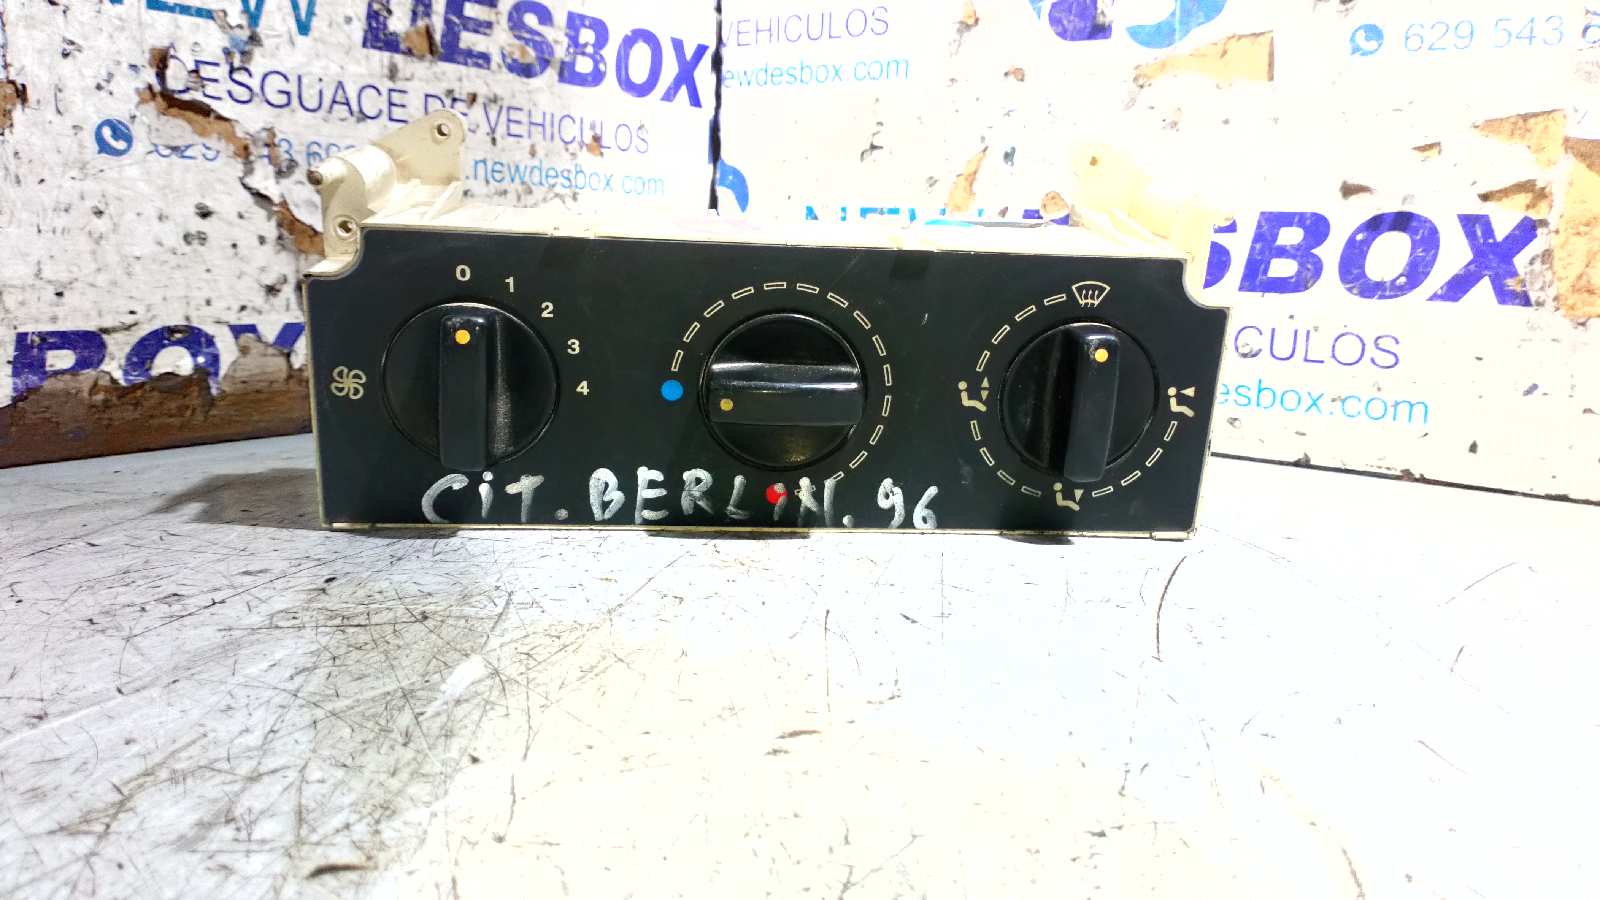 DESBOX
DESGUACE DE VEHICULOS
.newdesbox.com
VEHICULOS
ewdesbox.com
629 543
SBOX
CULOS
esbox.com
BOX
0
1
2
3
4
CiT. BERLIN. 96